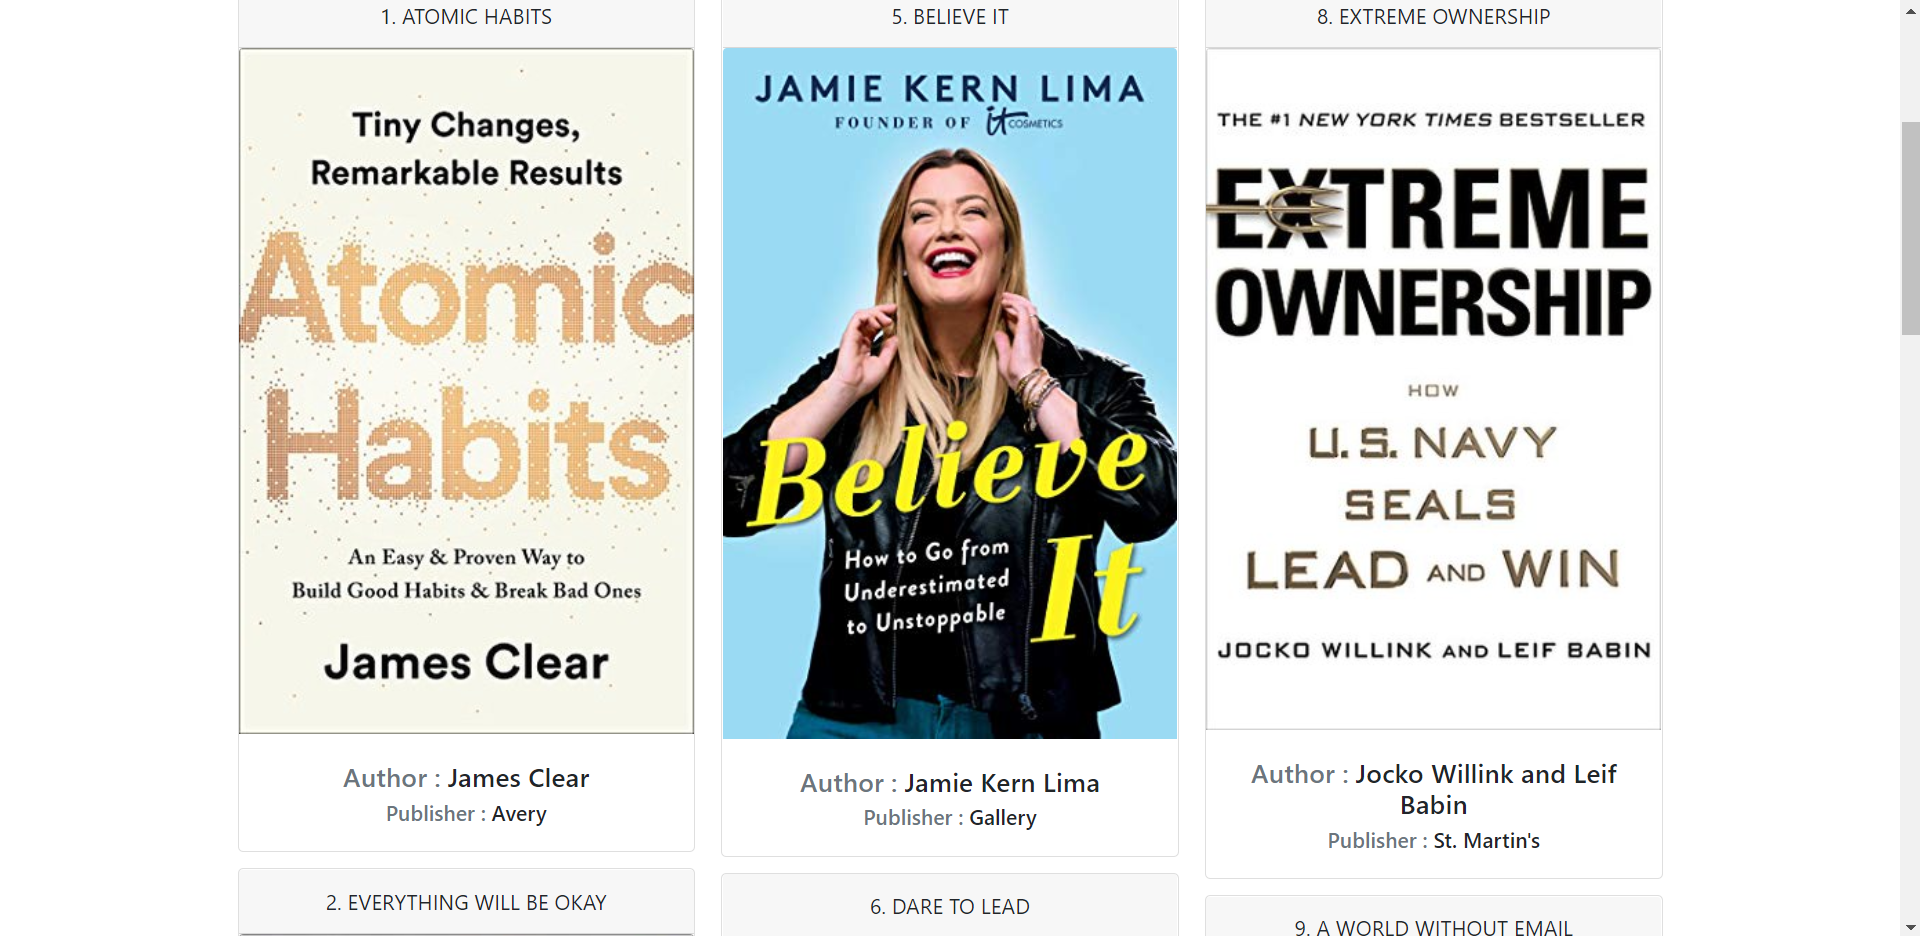 1. ATOMIC HABITS
Tiny Changes,
Remarkable Results
Atomic
Habits
An Easy & Proven Way to
Build Good Habits & Break Bad Ones
James Clear
Author : James Clear
Publisher : Avery
2. EVERYTHING WILL BE OKAY
5. BELIEVE IT
JAMIE KERN LIMA
FOUNDER OF it COSMETICS
Believe
It
How to Go from
Underestimated
to Unstoppable
Author : Jamie Kern Lima
Publisher : Gallery
6. DARE TO LEAD
8. EXTREME OWNERSHIP
THE #1 NEW YORK TIMES BESTSELLER
EXTREME
OWNERSHIP
HOW
U.S. NAVY
SEALS
LEAD AND WIN
JOCKO WILLINK AND LEIF BABIN
Author : Jocko Willink and Leif
Babin
Publisher : St. Martin's
9. A WORLD WITHOUT EMAIL